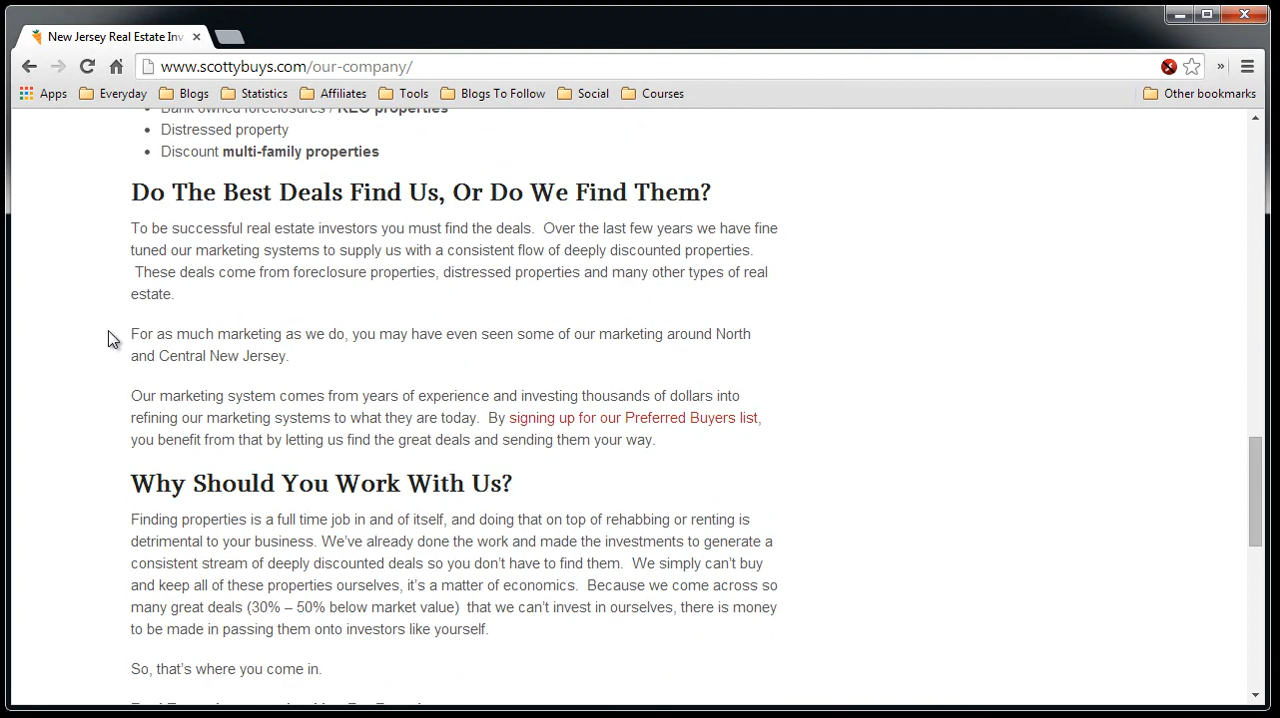 New Jersey Real Estate Inv
www.scottybuys.com/our-company/
Apps Everyday Blogs Statistics Affiliates Tools Blogs To Follow Social Courses Other bookmarks
Bank owned foreclosures / REO properties
Distressed property
Discount multi-family properties
Do The Best Deals Find Us, Or Do We Find Them?
To be successful real estate investors you must find the deals.  Over the last few years we have fine
tuned our marketing systems to supply us with a consistent flow of deeply discounted properties.
These deals come from foreclosure properties, distressed properties and many other types of real
estate.
For as much marketing as we do, you may have even seen some of our marketing around North
and Central New Jersey.
Our marketing system comes from years of experience and investing thousands of dollars into
refining our marketing systems to what they are today.  By signing up for our Preferred Buyers list,
you benefit from that by letting us find the great deals and sending them your way.
Why Should You Work With Us?
Finding properties is a full time job in and of itself, and doing that on top of rehabbing or renting is
detrimental to your business. We've already done the work and made the investments to generate a
consistent stream of deeply discounted deals so you don't have to find them.  We simply can't buy
and keep all of these properties ourselves, it's a matter of economics.  Because we come across so
many great deals (30% – 50% below market value)  that we can't invest in ourselves, there is money
to be made in passing them onto investors like yourself.
So, that's where you come in.